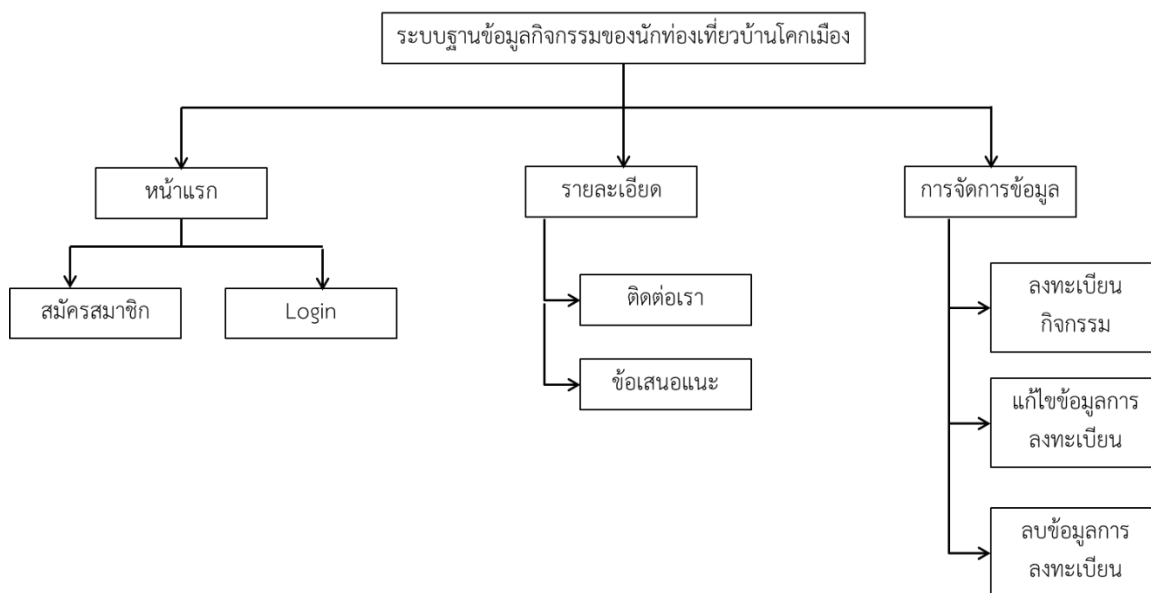 ระบบฐานข้อมูลกิจกรรมของนักท่องเที่ยวบ้านโคกเมือง
หน้าแรก
รายละเอียด
การจัดการข้อมูล
สมัครสมาชิก
Login
ติดต่อเรา
ข้อเสนอแนะ
ลงทะเบียน
กิจกรรม
แก้ไขข้อมูลการ
ลงทะเบียน
ลบข้อมูลการ
ลงทะเบียน